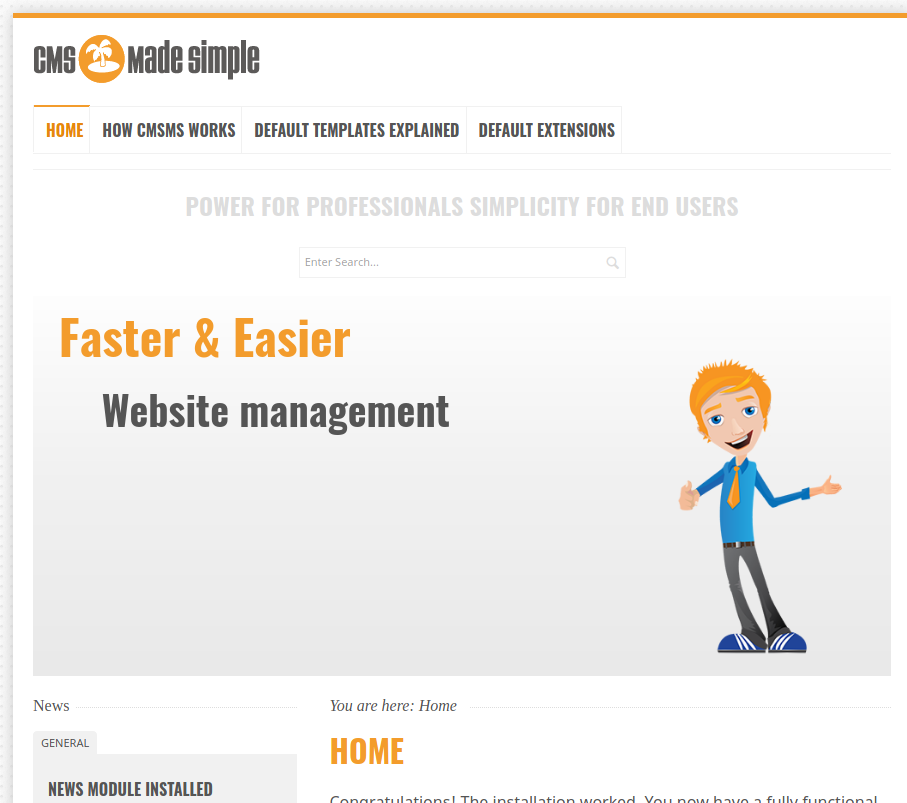 CMS Made Simple
HOME HOW CMSMS WORKS DEFAULT TEMPLATES EXPLAINED DEFAULT EXTENSIONS
POWER FOR PROFESSIONALS SIMPLICITY FOR END USERS
Enter Search...
Faster & Easier
Website management
News
GENERAL
NEWS MODULE INSTALLED
You are here: Home
HOME
Congratulations! The installation worked. You now have a fully functional